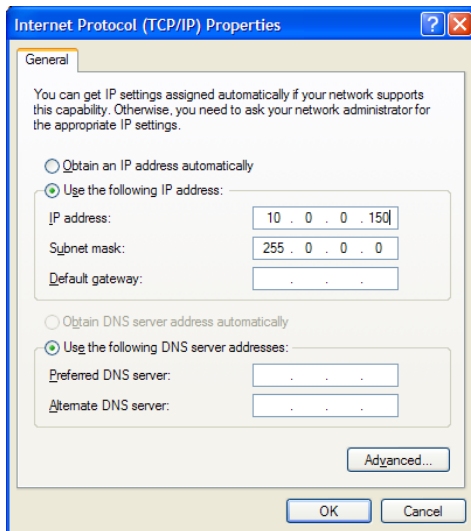 Internet Protocol (TCP/IP) Properties
General
You can get IP settings assigned automatically if your network supports
this capability. Otherwise, you need to ask your network administrator for
the appropriate IP settings.
Obtain an IP address automatically
Use the following IP address:
IP address: 10 . 0 . 0 . 150
Subnet mask: 255 . 0 . 0 . 0
Default gateway: . . .
Obtain DNS server address automatically
Use the following DNS server addresses:
Preferred DNS server: . . .
Alternate DNS server: . . .
Advanced...
OK Cancel